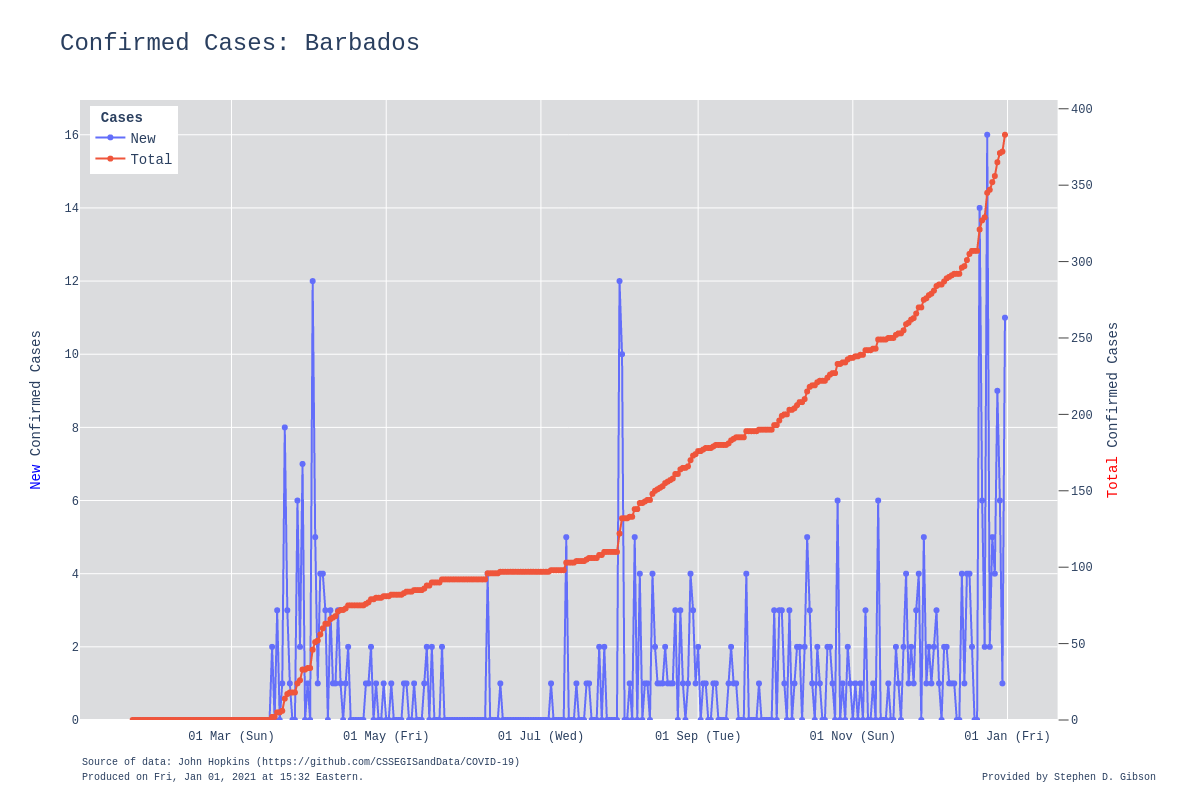 Confirmed Cases: Barbados
Cases
New
Total
16
14
12
10
8
6
4
2
0
400
350
300
250
200
150
100
50
0
New Confirmed Cases
Total Confirmed Cases
01 Mar (Sun)
01 May (Fri)
01 Jul (Wed)
01 Sep (Tue)
01 Nov (Sun)
01 Jan (Fri)
Source of data: John Hopkins (https://github.com/CSSEGISandData/COVID-19)
Produced on Fri, Jan 01, 2021 at 15:32 Eastern.
Provided by Stephen D. Gibson